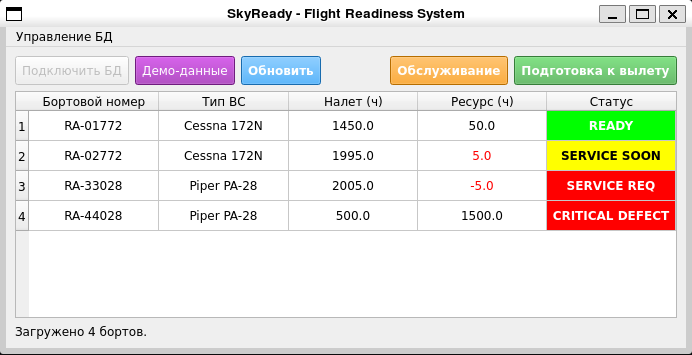 SkyReady - Flight Readiness System
Управление БД
Подключить БД Демо-данные Обновить Обслуживание Подготовка к вылету
Бортовой номер Тип ВС Налет (ч) Ресурс (ч) Статус
1 RA-01772 Cessna 172N 1450.0 50.0 READY
2 RA-02772 Cessna 172N 1995.0 5.0 SERVICE SOON
3 RA-33028 Piper PA-28 2005.0 -5.0 SERVICE REQ
4 RA-44028 Piper PA-28 500.0 1500.0 CRITICAL DEFECT
Загружено 4 бортов.